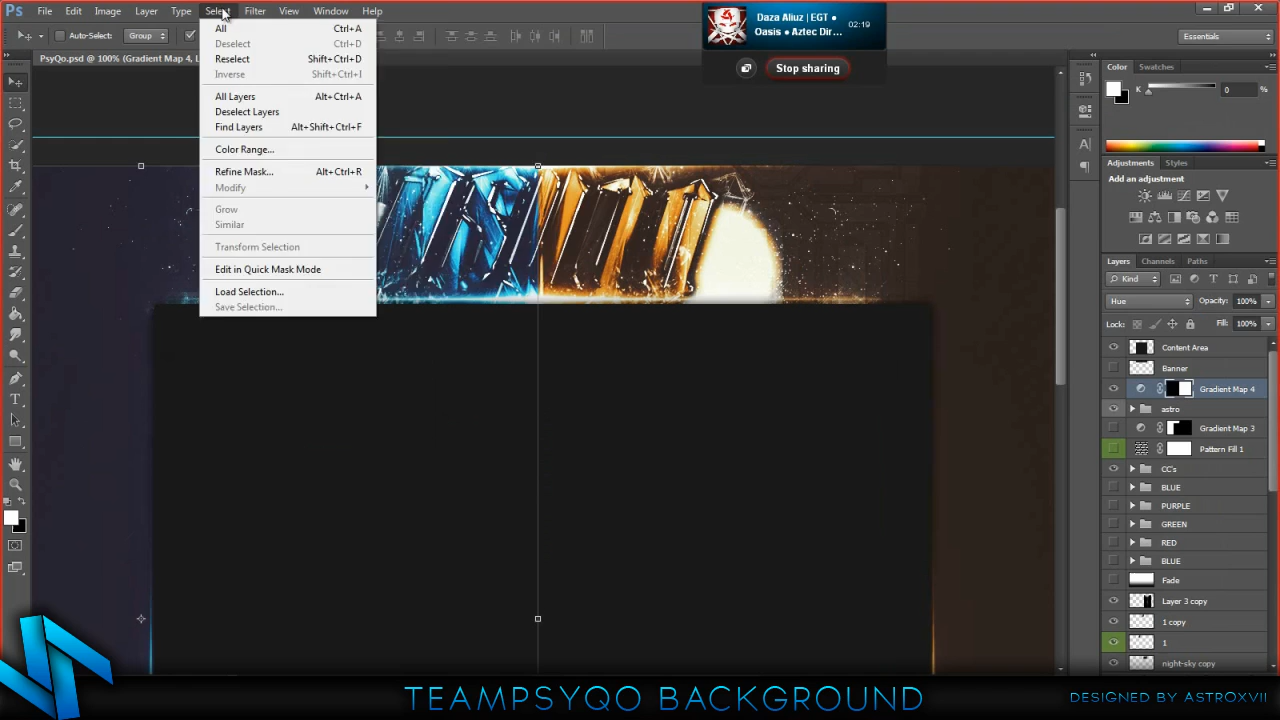 Ps File Edit Image Layer Type Select Filter View Window Help
Auto-Select: Group
Essentials
PsyQo.psd @ 100% (Gradient Map 4, L
Daza Aliuz | EGT ●
Oasis ● Aztec Dir...
02:19
Stop sharing
All Ctrl+A
Deselect Ctrl+D
Reselect Shift+Ctrl+D
Inverse Shift+Ctrl+I
All Layers Alt+Ctrl+A
Deselect Layers
Find Layers Alt+Shift+Ctrl+F
Color Range...
Refine Mask... Alt+Ctrl+R
Modify
Grow
Similar
Transform Selection
Edit in Quick Mask Mode
Load Selection...
Save Selection...
Color Swatches
K 0 %
Adjustments Styles
Add an adjustment
Layers Channels Paths
Kind
Hue Opacity: 100%
Lock: Fill: 100%
Content Area
Banner
Gradient Map 4
astro
Gradient Map 3
Pattern Fill 1
CC's
BLUE
PURPLE
GREEN
RED
BLUE
Fade
Layer 3 copy
1 copy
1
night-sky copy
TEAMPSYQO BACKGROUND
DESIGNED BY ASTROXVII